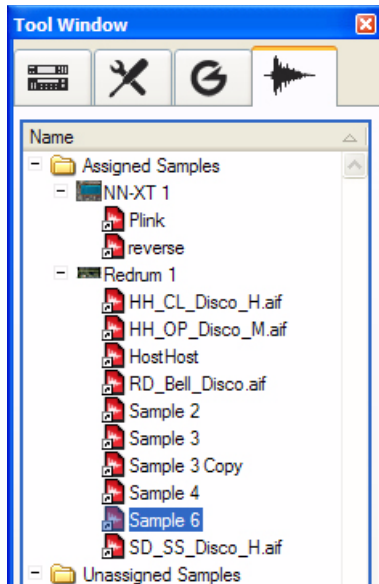 Tool Window
Name
Assigned Samples
NN-XT 1
Plink
reverse
Redrum 1
HH_CL_Disco_H.aif
HH_OP_Disco_M.aif
HostHost
RD_Bell_Disco.aif
Sample 2
Sample 3
Sample 3 Copy
Sample 4
Sample 6
SD_SS_Disco_H.aif
Unassigned Samples